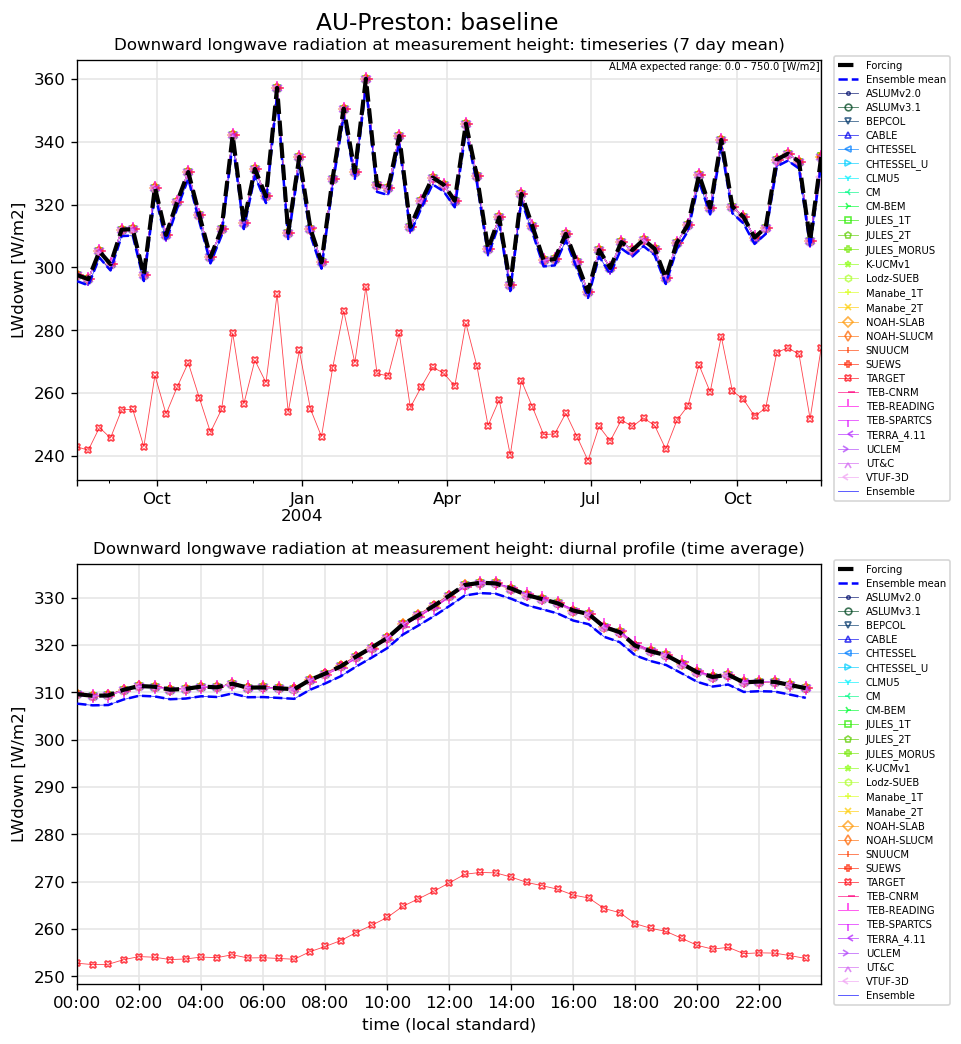 AU-Preston: baseline
Downward longwave radiation at measurement height: timeseries (7 day mean)
ALMA expected range: 0.0 - 750.0 [W/m2]
360
340
320
300
280
260
240
LWdown [W/m2]
Oct
Jan
2004
Apr
Jul
Oct
Forcing
Ensemble mean
ASLUMv2.0
ASLUMv3.1
BEPCOL
CABLE
CHTESSEL
CHTESSEL_U
CLMU5
CM
CM-BEM
JULES_1T
JULES_2T
JULES_MORUS
K-UCMv1
Lodz-SUEB
Manabe_1T
Manabe_2T
NOAH-SLAB
NOAH-SLUCM
SNUUCM
SUEWS
TARGET
TEB-CNRM
TEB-READING
TEB-SPARTCS
TERRA_4.11
UCLEM
UT&C
VTUF-3D
Ensemble
Downward longwave radiation at measurement height: diurnal profile (time average)
330
320
310
300
290
280
270
260
250
LWdown [W/m2]
00:00
02:00
04:00
06:00
08:00
10:00
12:00
14:00
16:00
18:00
20:00
22:00
time (local standard)
Forcing
Ensemble mean
ASLUMv2.0
ASLUMv3.1
BEPCOL
CABLE
CHTESSEL
CHTESSEL_U
CLMU5
CM
CM-BEM
JULES_1T
JULES_2T
JULES_MORUS
K-UCMv1
Lodz-SUEB
Manabe_1T
Manabe_2T
NOAH-SLAB
NOAH-SLUCM
SNUUCM
SUEWS
TARGET
TEB-CNRM
TEB-READING
TEB-SPARTCS
TERRA_4.11
UCLEM
UT&C
VTUF-3D
Ensemble